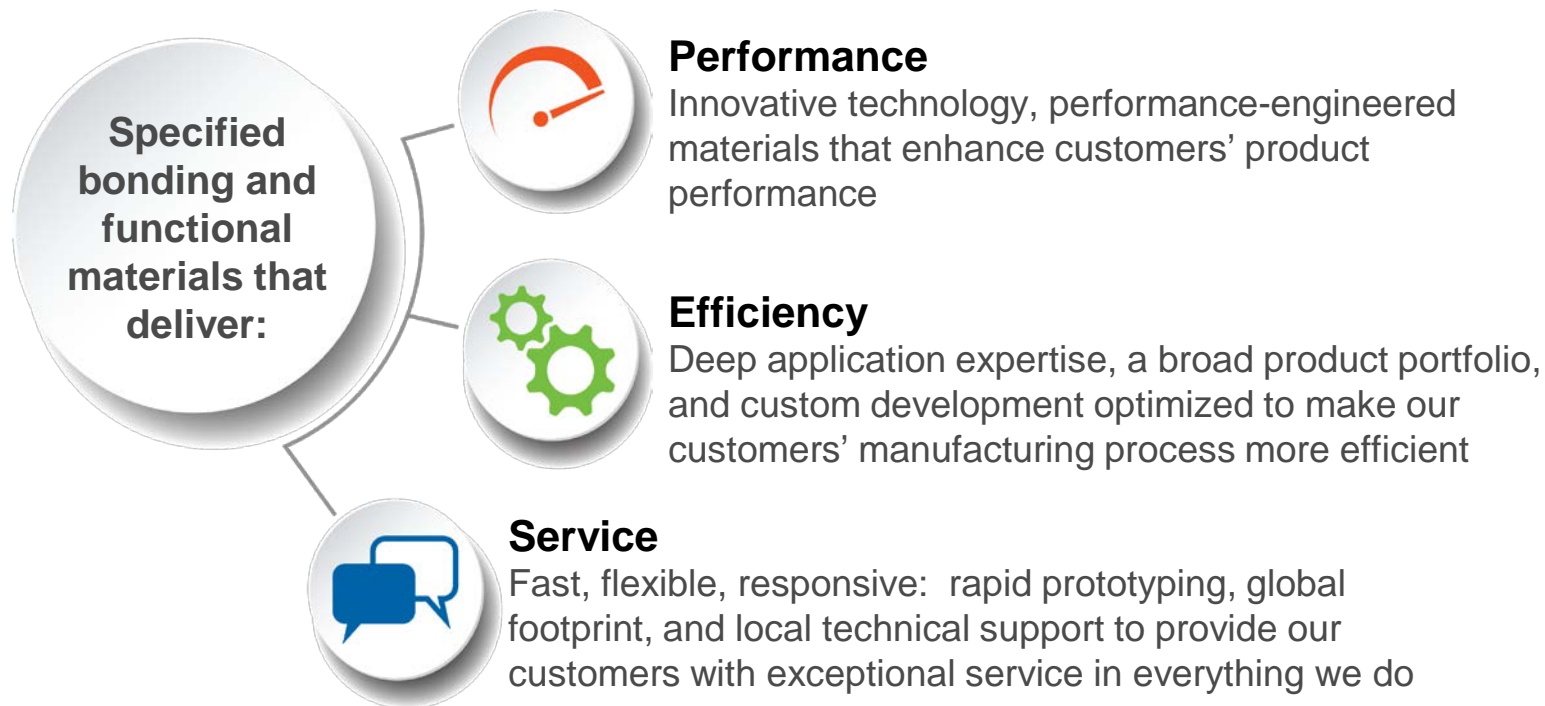 Specified
bonding and
functional
materials that
deliver:
Performance
Innovative technology, performance-engineered
materials that enhance customers’ product
performance
Efficiency
Deep application expertise, a broad product portfolio,
and custom development optimized to make our
customers’ manufacturing process more efficient
Service
Fast, flexible, responsive:  rapid prototyping, global
footprint, and local technical support to provide our
customers with exceptional service in everything we do